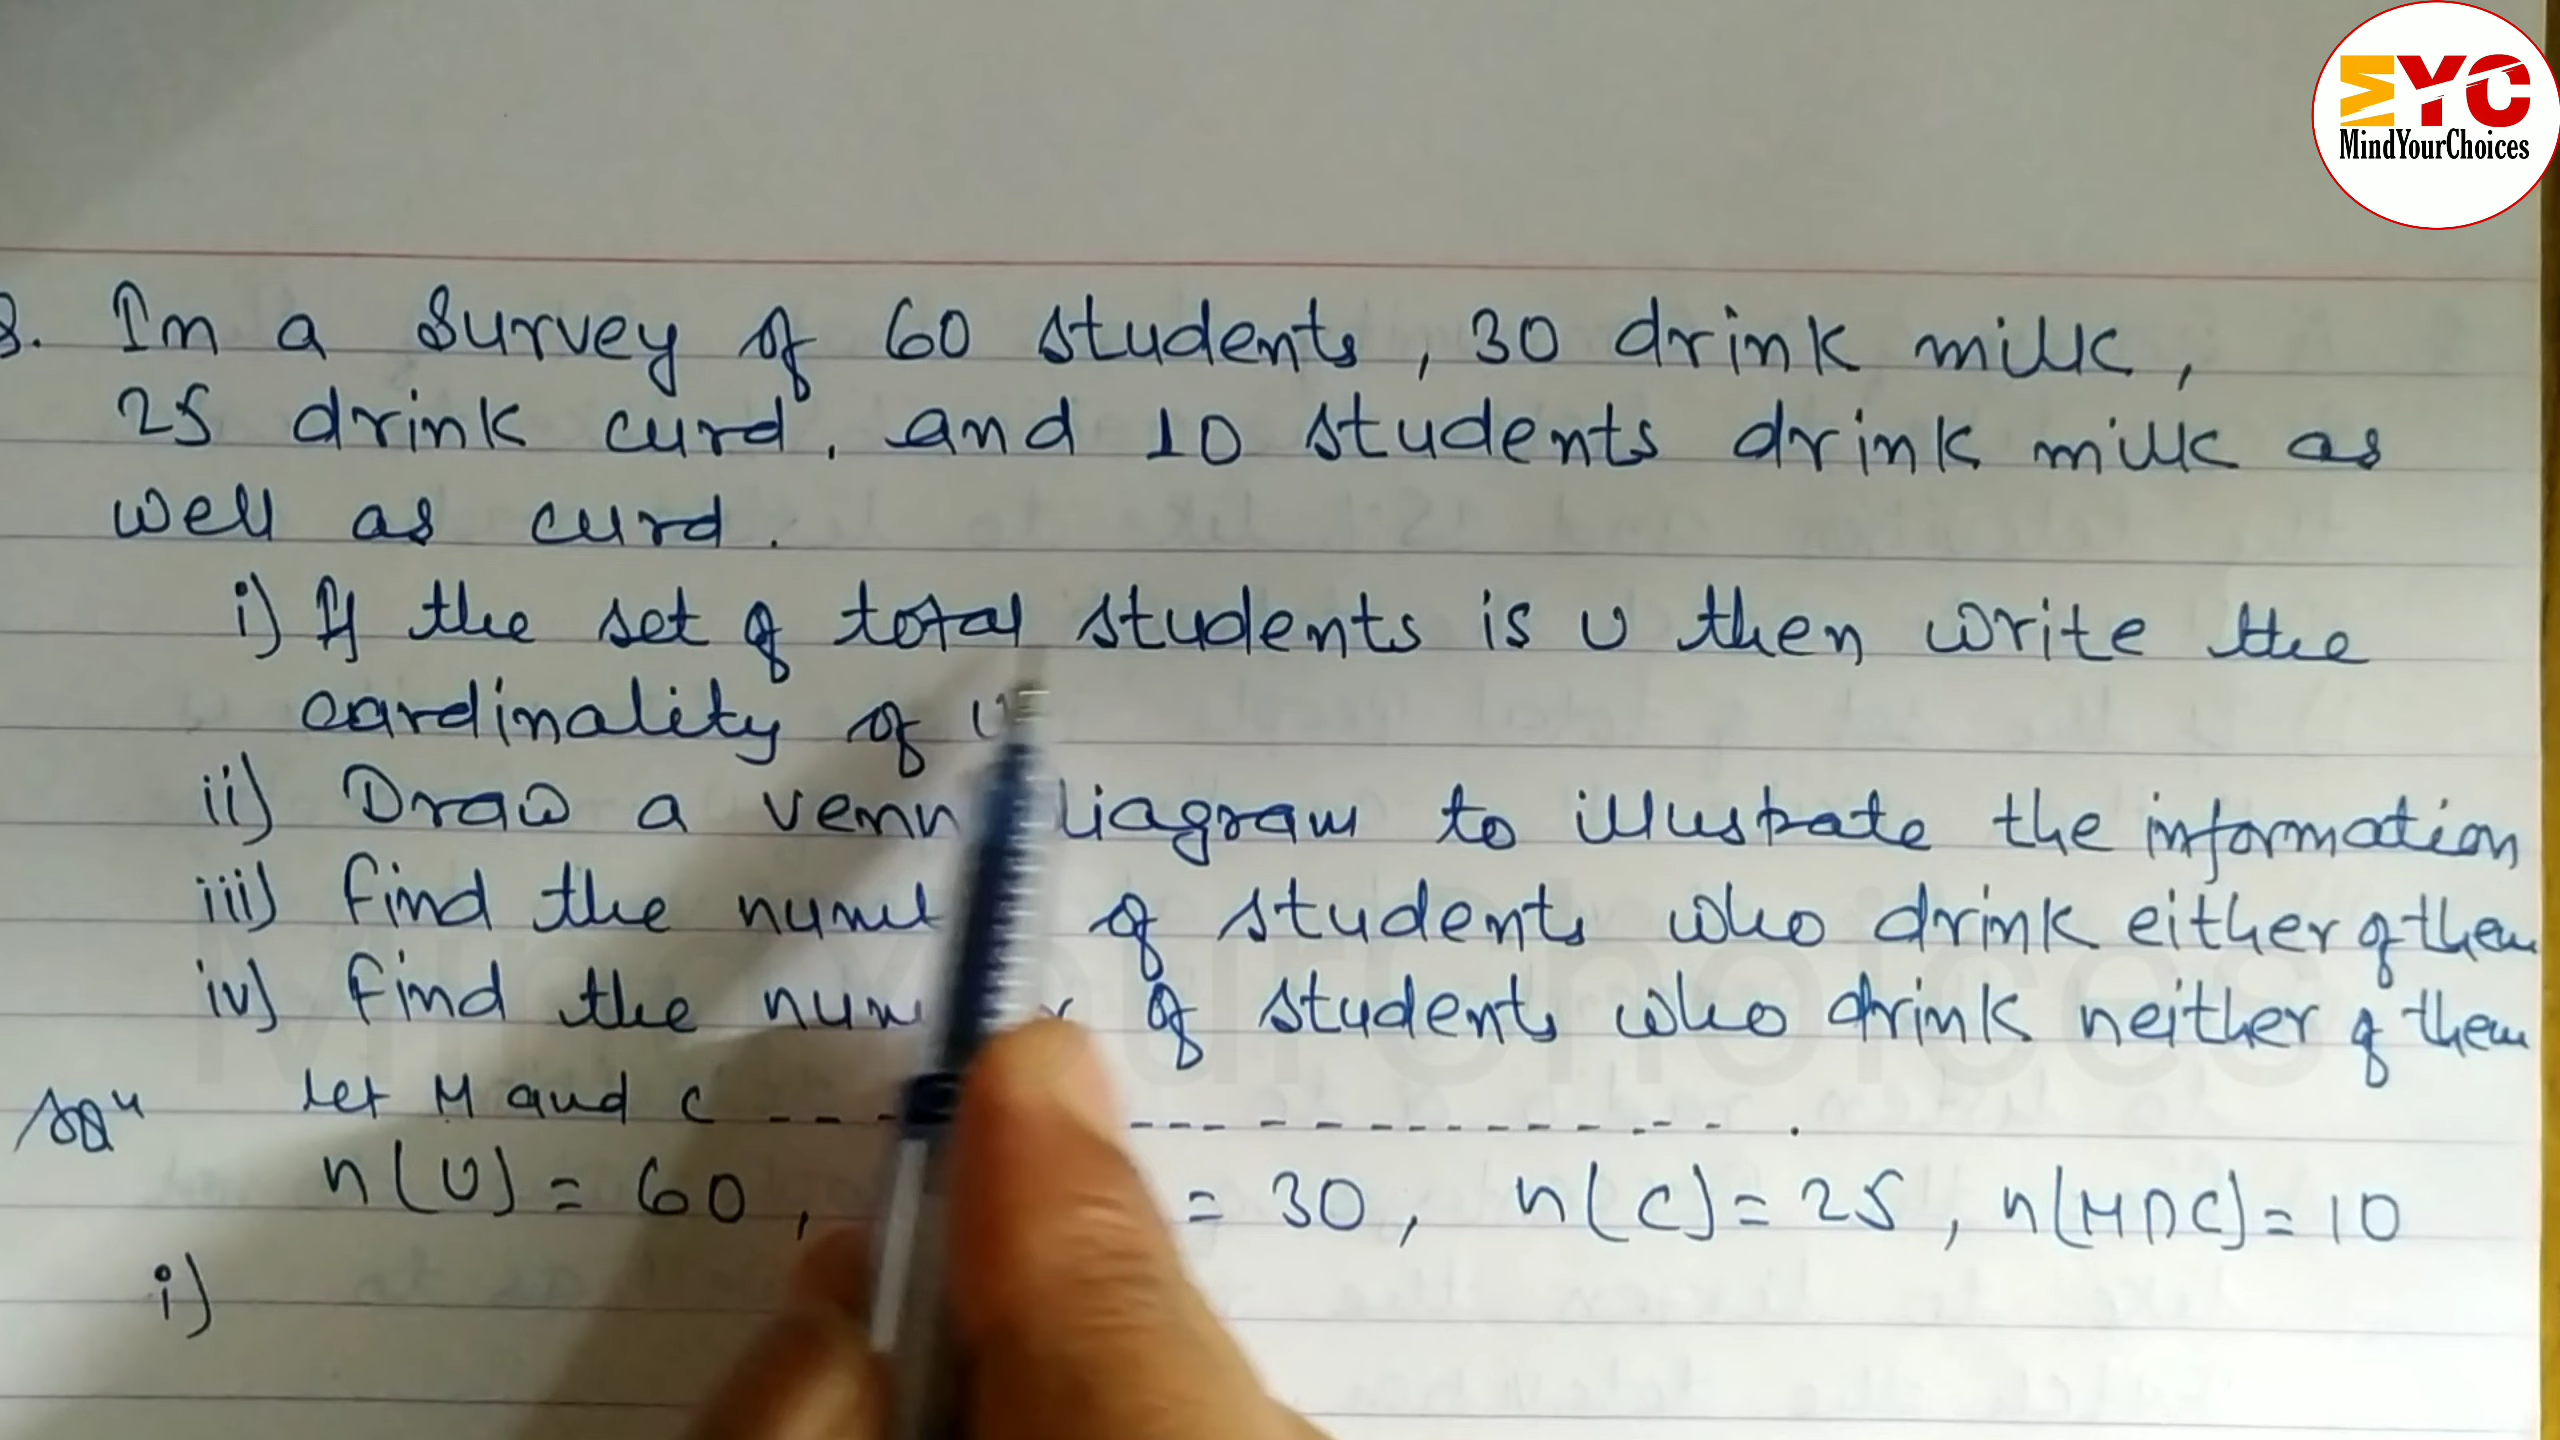 MYC
MindYourChoices
8. In a survey of 60 students, 30 drink milk,
25 drink curd. and 10 students drink milk as
well as curd.
i) If the set of total students is U then write the
cardinality of U
ii) Draw a venn diagram to illustrate the information
iii) find the of students who drink either of them
iv) find the of students who drink neither of them
Soln let M and C - - - - - - - - - - - - - - - .
n(U) = 60, = 30, n(C) = 25, n(M∩C) = 10
i)